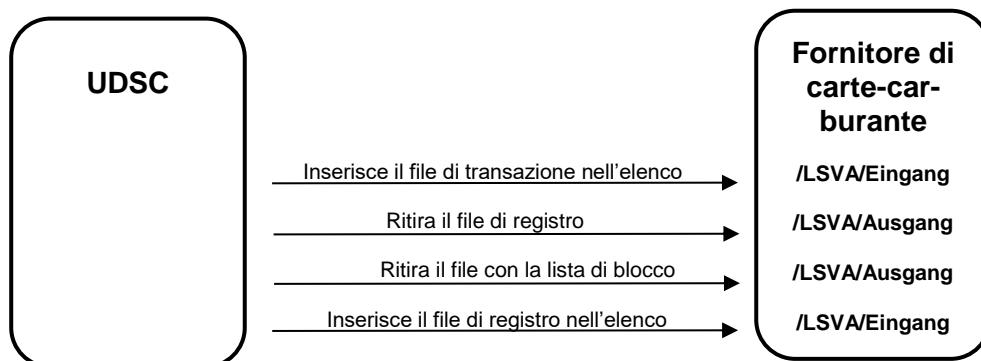 UDSC
Fornitore di
carte-car-
burante
Inserisce il file di transazione nell'elenco
/LSVA/Eingang
Ritira il file di registro
/LSVA/Ausgang
Ritira il file con la lista di blocco
/LSVA/Ausgang
Inserisce il file di registro nell'elenco
/LSVA/Eingang